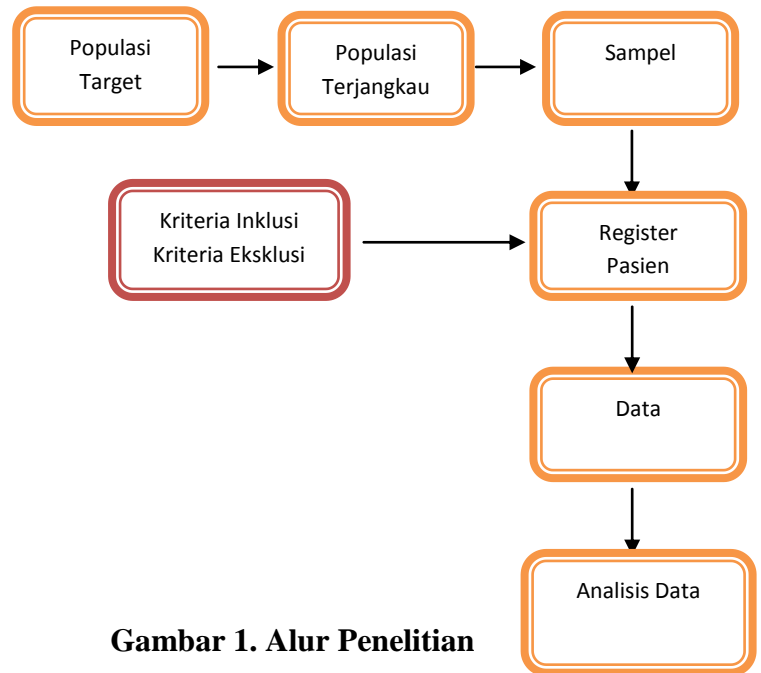 Populasi
Target
Populasi
Terjangkau
Sampel
Kriteria Inklusi
Kriteria Eksklusi
Register
Pasien
Data
Analisis Data
Gambar 1. Alur Penelitian